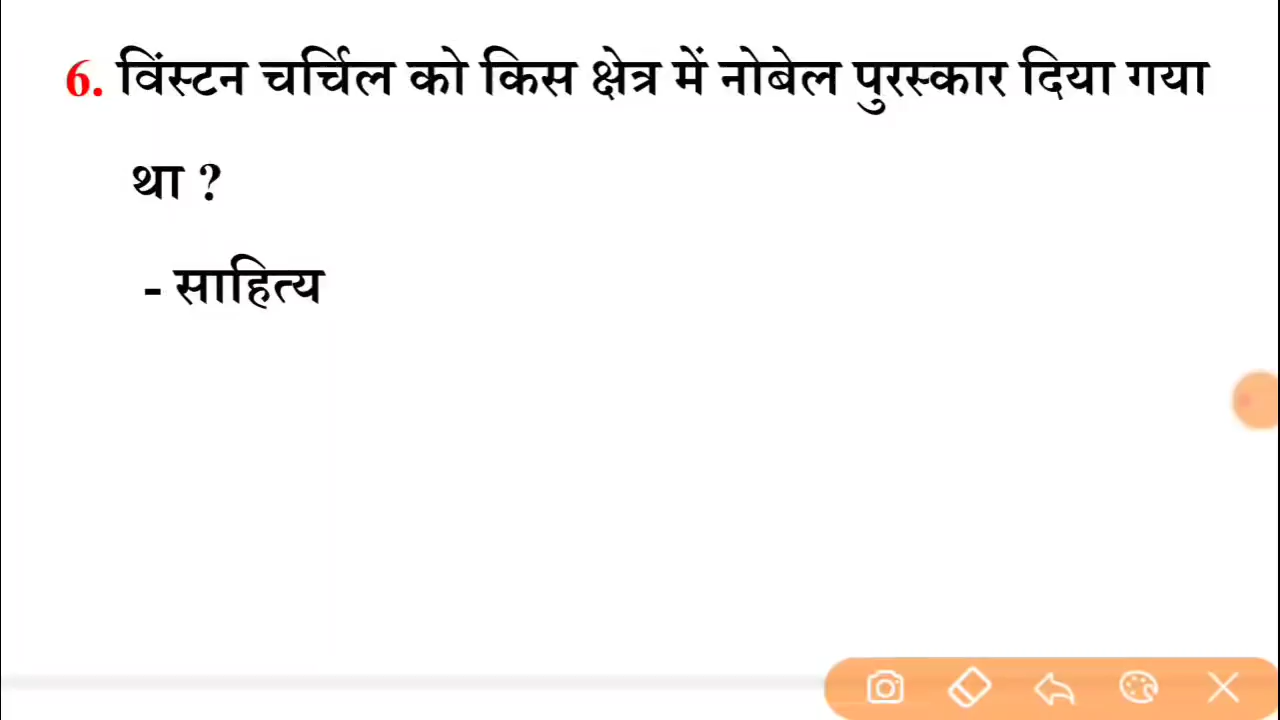 6. विंस्टन चर्चिल को किस क्षेत्र में नोबेल पुरस्कार दिया गया
था ?
- साहित्य